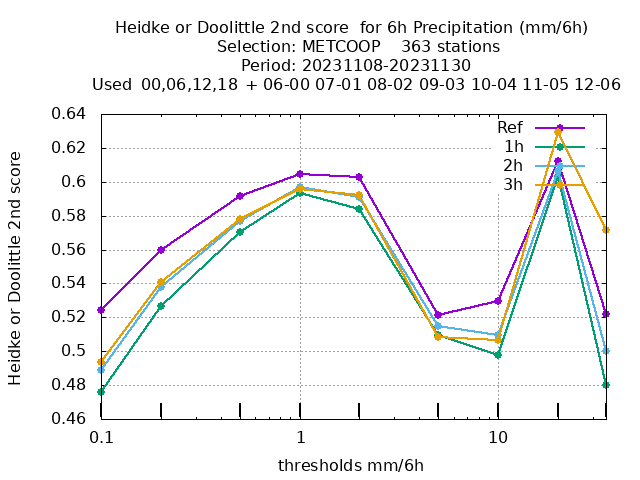 Heidke or Doolittle 2nd score  for 6h Precipitation (mm/6h)
Selection: METCOOP    363 stations
Period: 20231108-20231130
Used  00,06,12,18  + 06-00 07-01 08-02 09-03 10-04 11-05 12-06
Heidke or Doolittle 2nd score
0.64
0.62
0.6
0.58
0.56
0.54
0.52
0.5
0.48
0.46
Ref
1h
2h
3h
0.1
1
10
thresholds mm/6h